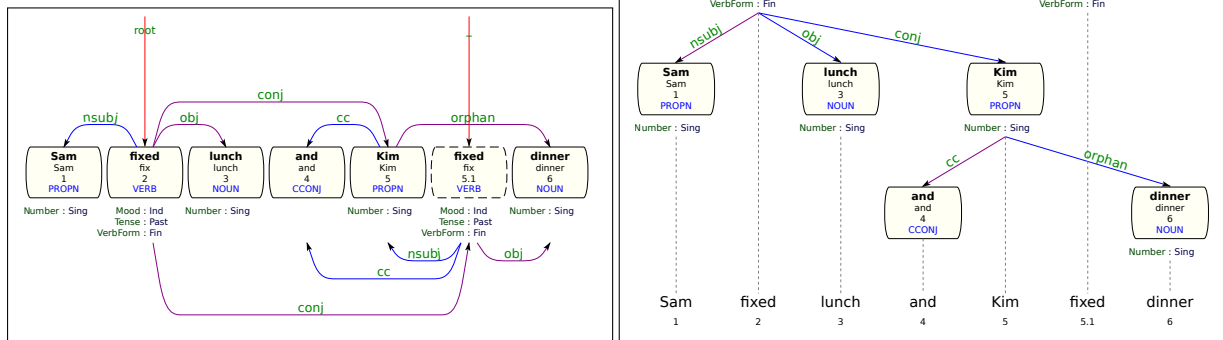 root
_
conj
nsubj
obj
cc
orphan
Sam
Sam
1
PROPN
Number : Sing
fixed
fix
2
VERB
Mood : Ind
Tense : Past
VerbForm : Fin
lunch
lunch
3
NOUN
Number : Sing
and
and
4
CCONJ
Kim
Kim
5
PROPN
Number : Sing
fixed
fix
5.1
VERB
Mood : Ind
Tense : Past
VerbForm : Fin
dinner
dinner
6
NOUN
Number : Sing
nsubj
obj
cc
conj
VerbForm : Fin
VerbForm : Fin
nsubj
obj
conj
Sam
Sam
1
PROPN
Number : Sing
lunch
lunch
3
NOUN
Number : Sing
Kim
Kim
5
PROPN
Number : Sing
cc
orphan
and
and
4
CCONJ
dinner
dinner
6
NOUN
Number : Sing
Sam fixed lunch and Kim fixed dinner
1 2 3 4 5 5.1 6